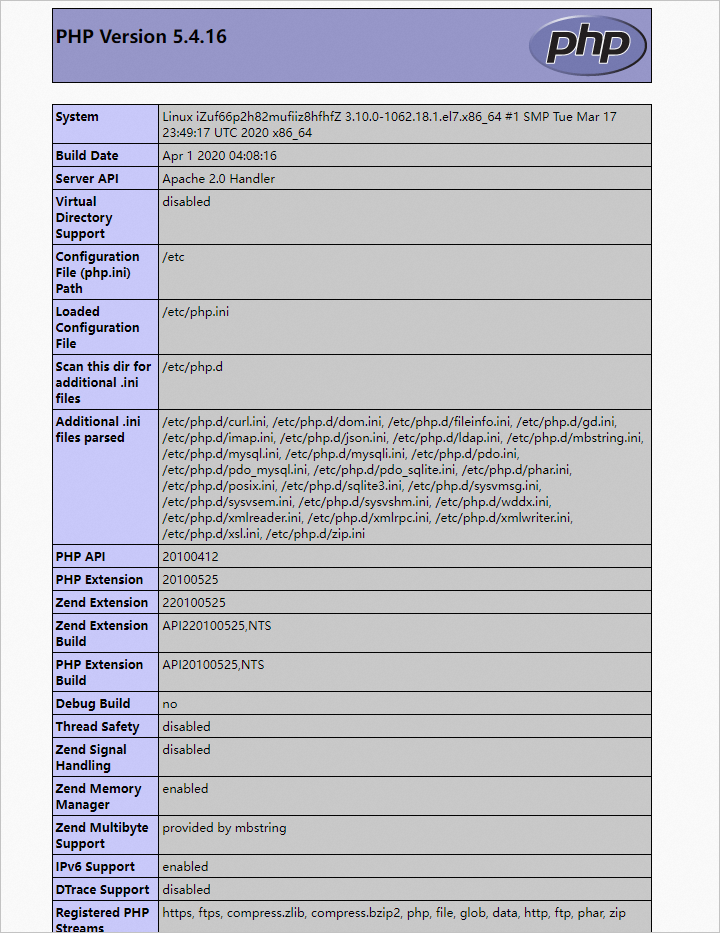 PHP Version 5.4.16
php
System
Linux iZuf66p2h82mufiiz8hfhfZ 3.10.0-1062.18.1.el7.x86_64 #1 SMP Tue Mar 17
23:49:17 UTC 2020 x86_64
Build Date
Apr 1 2020 04:08:16
Server API
Apache 2.0 Handler
Virtual
Directory
Support
disabled
Configuration
File (php.ini)
Path
/etc
Loaded
Configuration
File
/etc/php.ini
Scan this dir for
additional .ini
files
/etc/php.d
Additional .ini
files parsed
/etc/php.d/curl.ini, /etc/php.d/dom.ini, /etc/php.d/fileinfo.ini, /etc/php.d/gd.ini,
/etc/php.d/imap.ini, /etc/php.d/json.ini, /etc/php.d/ldap.ini, /etc/php.d/mbstring.ini,
/etc/php.d/mysql.ini, /etc/php.d/mysqli.ini, /etc/php.d/pdo.ini,
/etc/php.d/pdo_mysql.ini, /etc/php.d/pdo_sqlite.ini, /etc/php.d/phar.ini,
/etc/php.d/posix.ini, /etc/php.d/sqlite3.ini, /etc/php.d/sysvmsg.ini,
/etc/php.d/sysvsem.ini, /etc/php.d/sysvshm.ini, /etc/php.d/wddx.ini,
/etc/php.d/xmlreader.ini, /etc/php.d/xmlrpc.ini, /etc/php.d/xmlwriter.ini,
/etc/php.d/xsl.ini, /etc/php.d/zip.ini
PHP API
20100412
PHP Extension
20100525
Zend Extension
220100525
Zend Extension
Build
API220100525,NTS
PHP Extension
Build
API20100525,NTS
Debug Build
no
Thread Safety
disabled
Zend Signal
Handling
disabled
Zend Memory
Manager
enabled
Zend Multibyte
Support
provided by mbstring
IPv6 Support
enabled
DTrace Support
disabled
Registered PHP
Streams
https, ftps, compress.zlib, compress.bzip2, php, file, glob, data, http, ftp, phar, zip